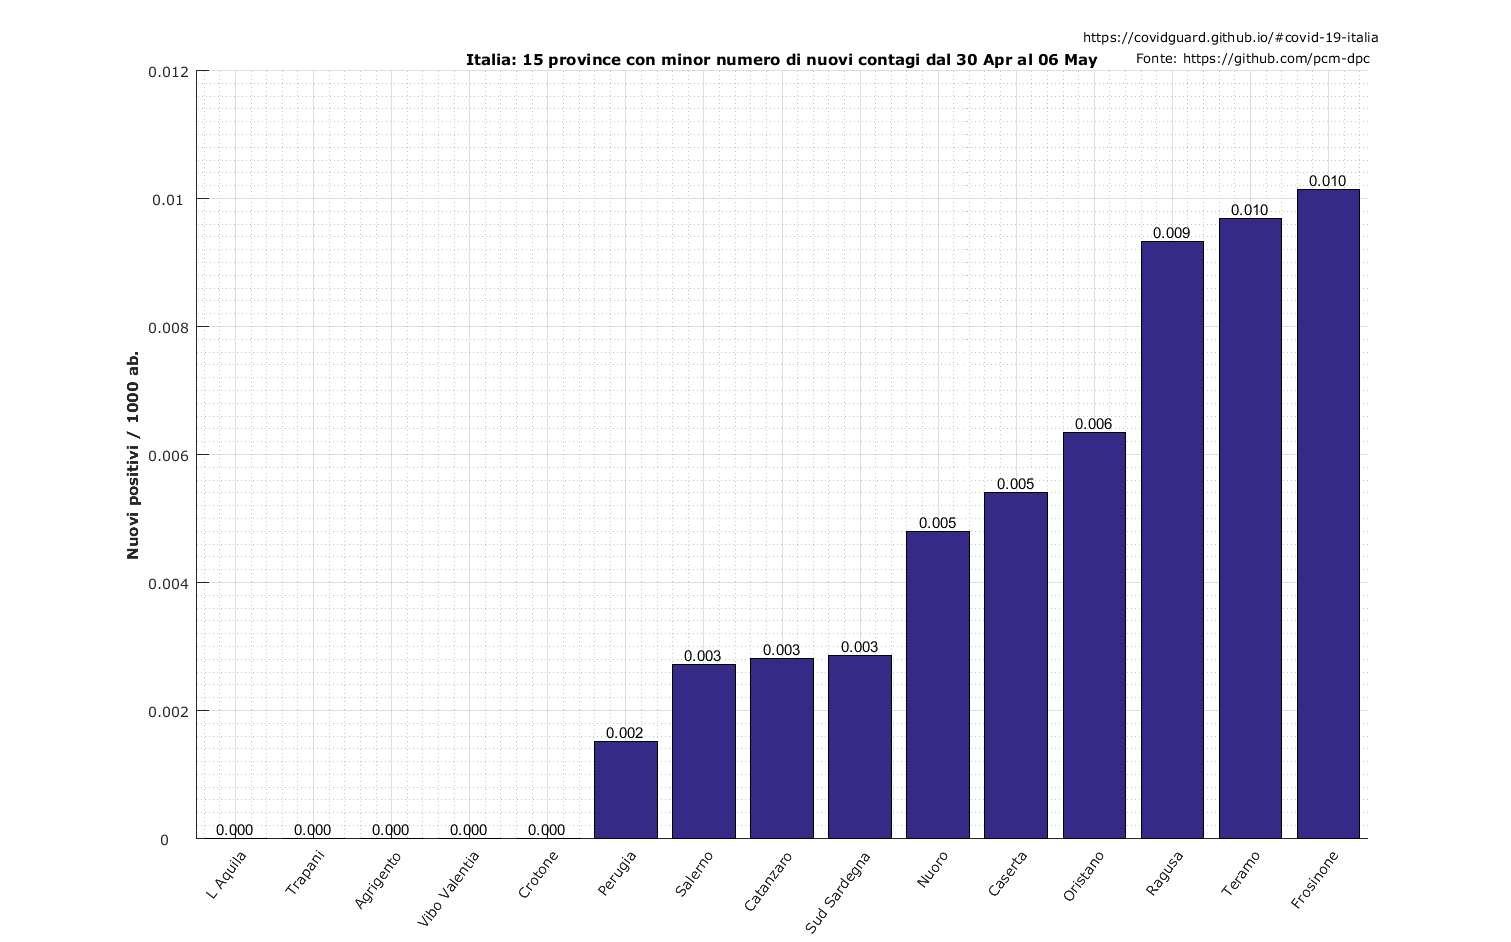 https://covidguard.github.io/#covid-19-italia
Italia: 15 province con minor numero di nuovi contagi dal 30 Apr al 06 May
Fonte: https://github.com/pcm-dpc
Nuovi positivi / 1000 ab.
0.012
0.01
0.008
0.006
0.004
0.002
0
0.000
0.000
0.000
0.000
0.000
0.002
0.003
0.003
0.003
0.005
0.005
0.006
0.009
0.010
0.010
L Aquila
Trapani
Agrigento
Vibo Valentia
Crotone
Perugia
Salerno
Catanzaro
Sud Sardegna
Nuoro
Caserta
Oristano
Ragusa
Teramo
Frosinone